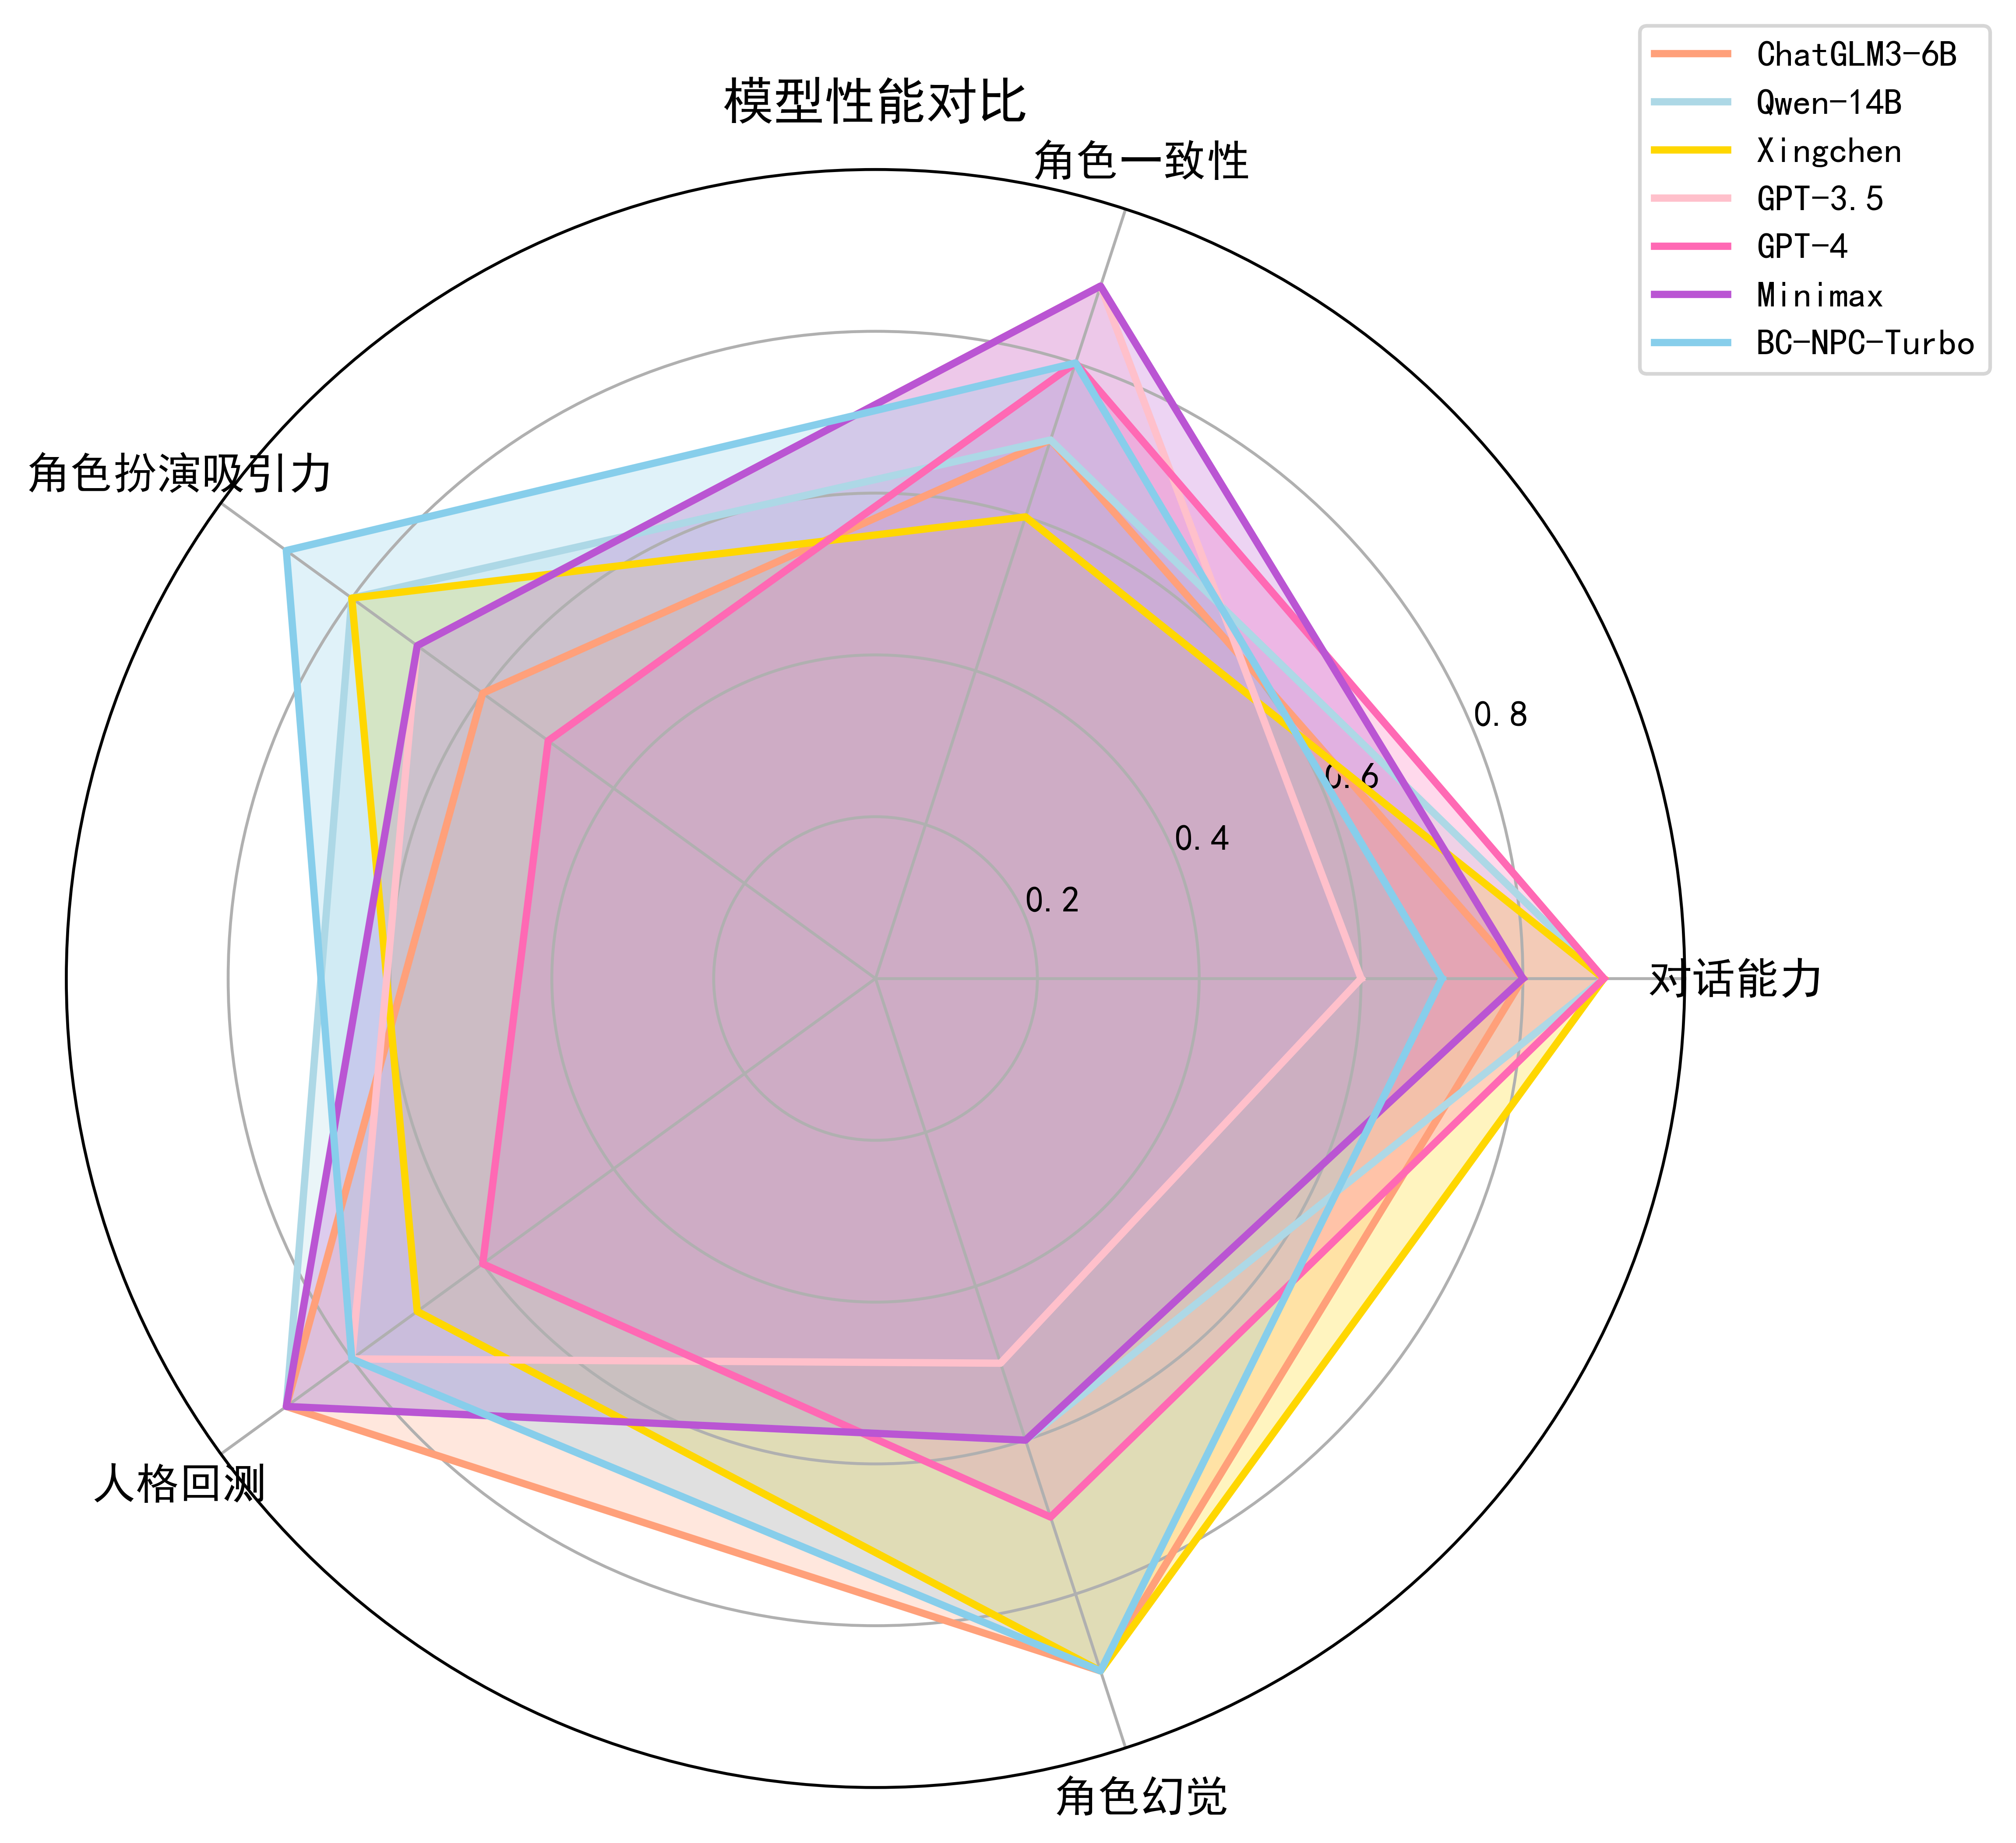 模型性能对比
ChatGLM3-6B
Qwen-14B
Xingchen
GPT-3.5
GPT-4
Minimax
BC-NPC-Turbo
角色一致性
角色扮演吸引力
0.8
0.6
0.4
0.2
对话能力
人格回测
角色幻觉